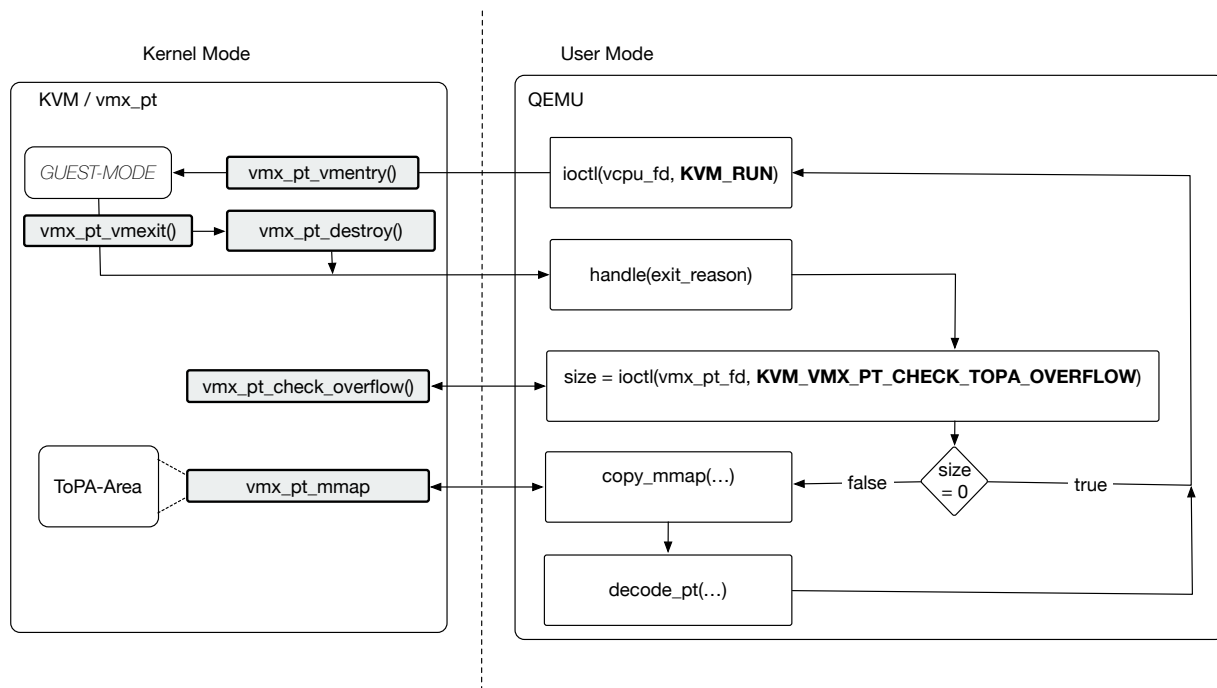 Kernel Mode
User Mode
KVM / vmx_pt
QEMU
GUEST-MODE
vmx_pt_vmentry()
ioctl(vcpu_fd, KVM_RUN)
vmx_pt_vmexit()
vmx_pt_destroy()
handle(exit_reason)
vmx_pt_check_overflow()
size = ioctl(vmx_pt_fd, KVM_VMX_PT_CHECK_TOPA_OVERFLOW)
ToPA-Area
vmx_pt_mmap
copy_mmap(…)
false
size
= 0
true
decode_pt(…)